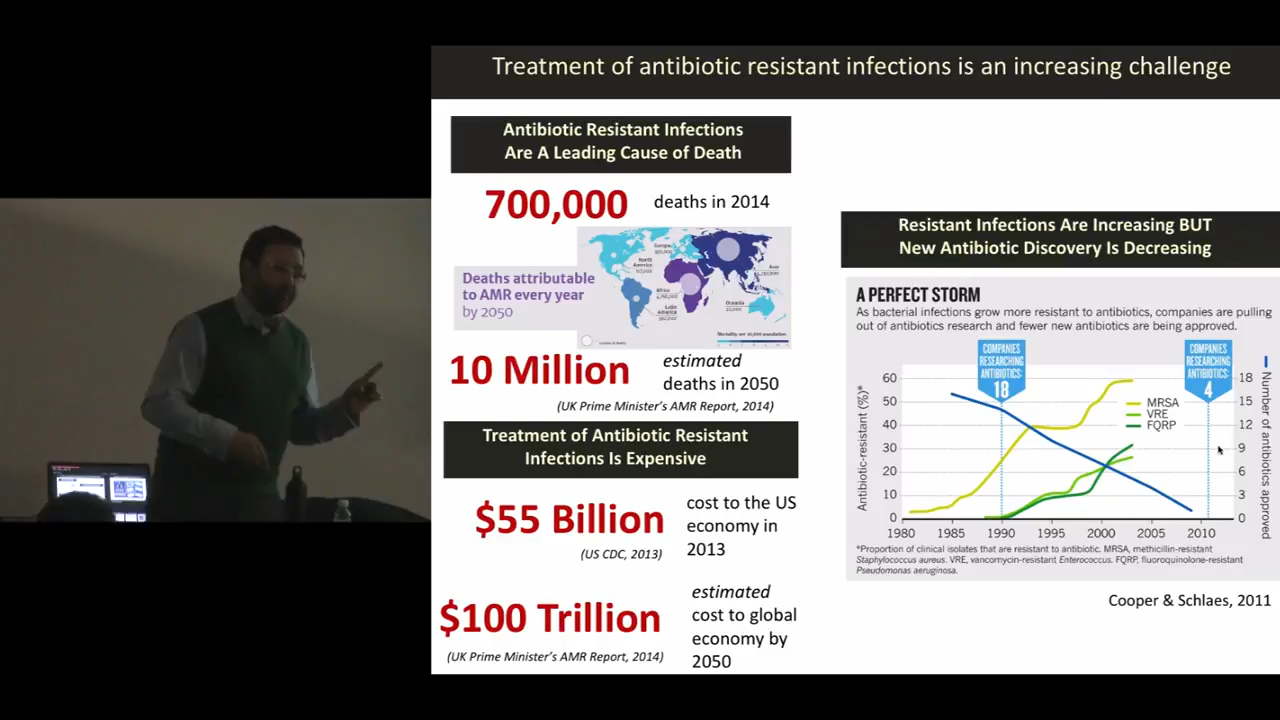 Treatment of antibiotic resistant infections is an increasing challenge
Antibiotic Resistant Infections
Are A Leading Cause of Death
700,000 deaths in 2014
Deaths attributable
to AMR every year
by 2050
Europe
North
America
Asia
Africa
Latin
America
Oceania
10 Million
estimated
deaths in 2050
(UK Prime Minister's AMR Report, 2014)
Treatment of Antibiotic Resistant
Infections Is Expensive
$55 Billion
cost to the US
economy in
2013
(US CDC, 2013)
$100 Trillion
estimated
cost to global
economy by
2050
(UK Prime Minister's AMR Report, 2014)
Resistant Infections Are Increasing BUT
New Antibiotic Discovery Is Decreasing
A PERFECT STORM
As bacterial infections grow more resistant to antibiotics, companies are pulling
out of antibiotics research and fewer new antibiotics are being approved.
COMPANIES
RESEARCHING
ANTIBIOTICS:
18
COMPANIES
RESEARCHING
ANTIBIOTICS:
4
Antibiotic-resistant (%)*
60
50
40
30
20
10
0
MRSA
VRE
FQRP
18
15
12
9
6
3
0
Number of antibiotics approved
1980 1985 1990 1995 2000 2005 2010
*Proportion of clinical isolates that are resistant to antibiotic. MRSA, methicillin-resistant
Staphylococcus aureus. VRE, vancomycin-resistant Enterococcus. FQRP, fluoroquinolone-resistant
Pseudomonas aeruginosa.
Cooper & Schlaes, 2011